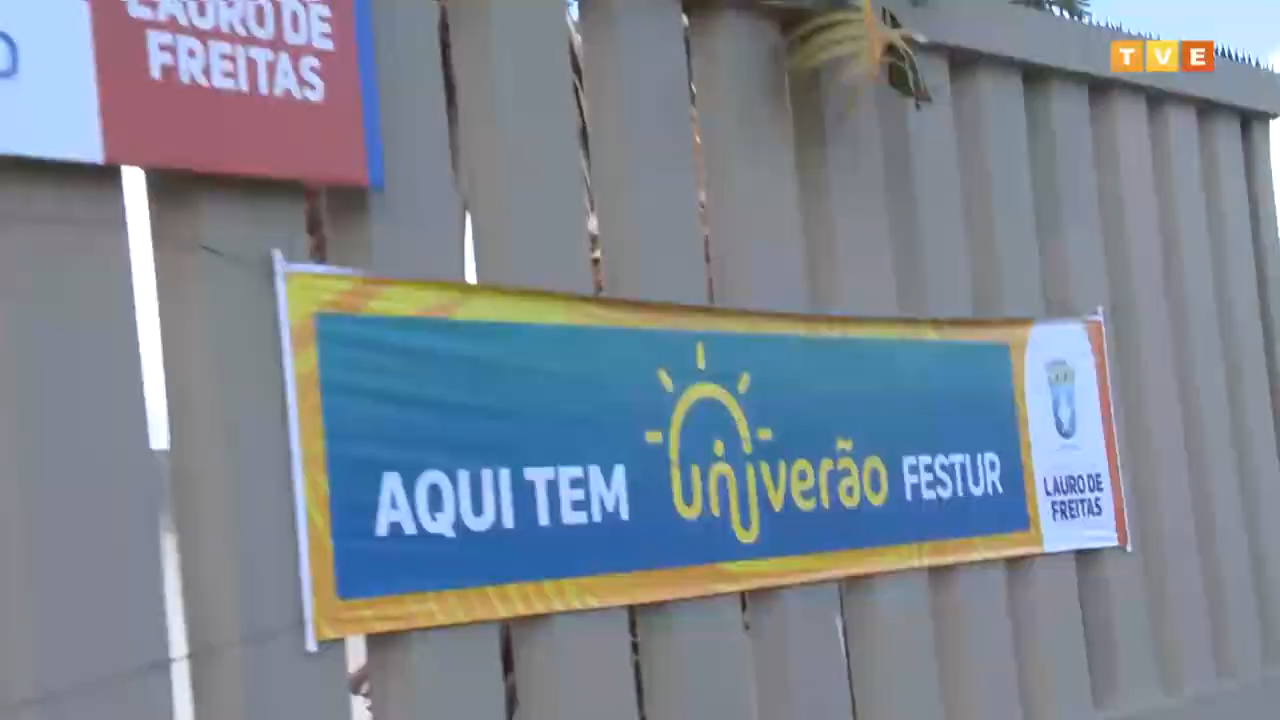 LAURO DE
FREITAS
TVE
AQUI TEM univerão FESTUR
LAURO DE
FREITAS